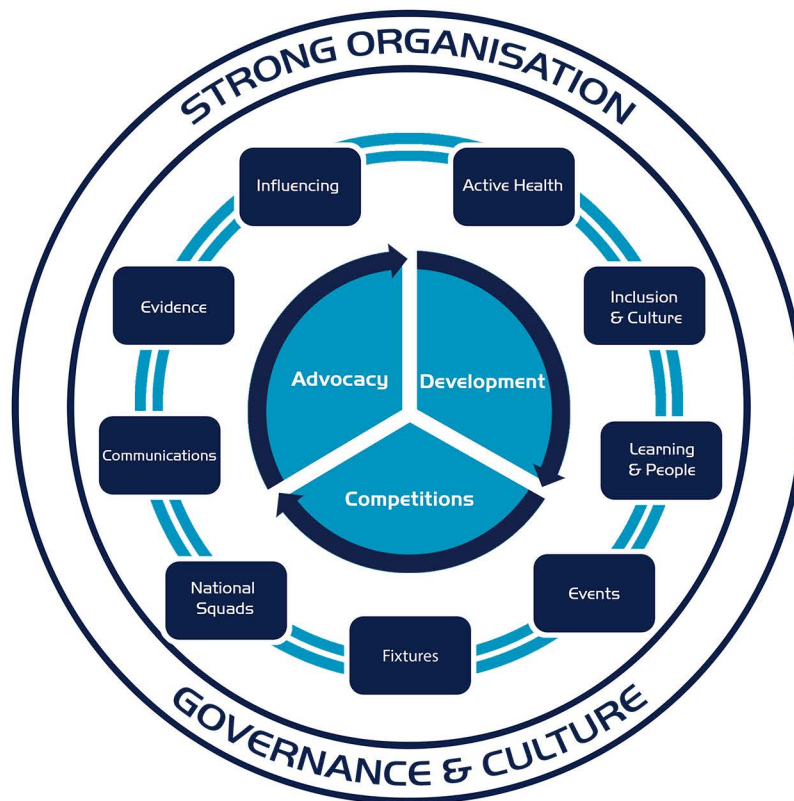 STRONG ORGANISATION
Influencing
Active Health
Evidence
Inclusion
& Culture
Advocacy
Development
Communications
Learning
& People
Competitions
National
Squads
Events
Fixtures
GOVERNANCE & CULTURE